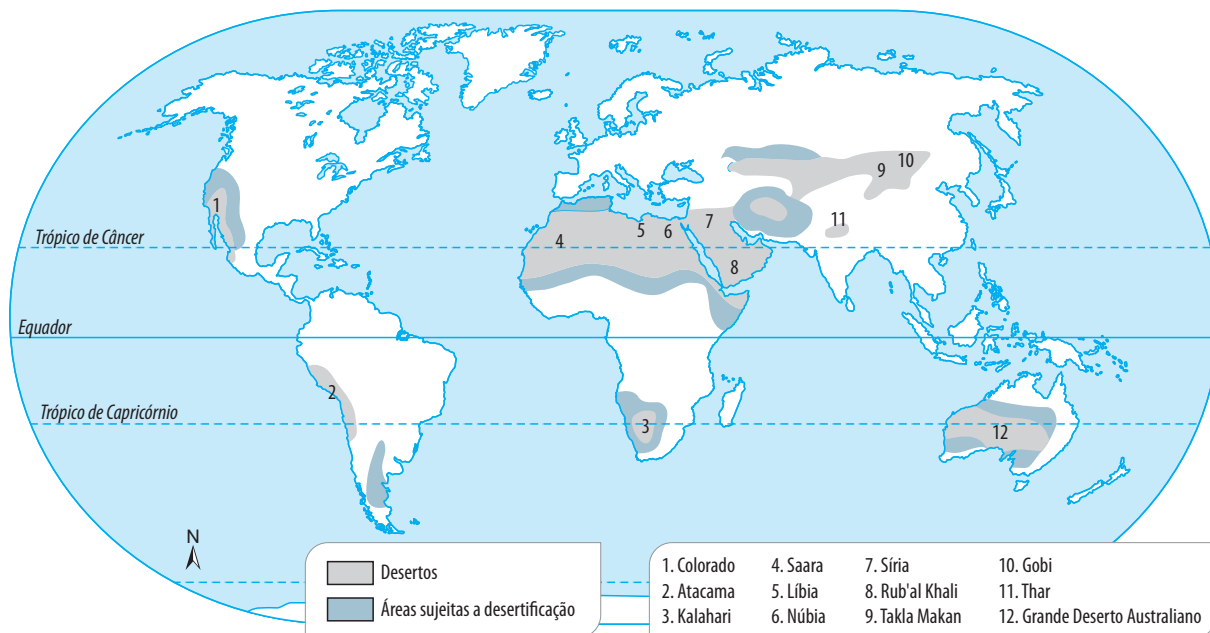 10
9
1
11
7
5
6
Trópico de Câncer
4
8
Equador
2
Trópico de Capricórnio
3
12
N
Desertos
Áreas sujeitas a desertificação
1. Colorado
2. Atacama
3. Kalahari
4. Saara
5. Líbia
6. Núbia
7. Síria
8. Rub'al Khali
9. Takla Makan
10. Gobi
11. Thar
12. Grande Deserto Australiano